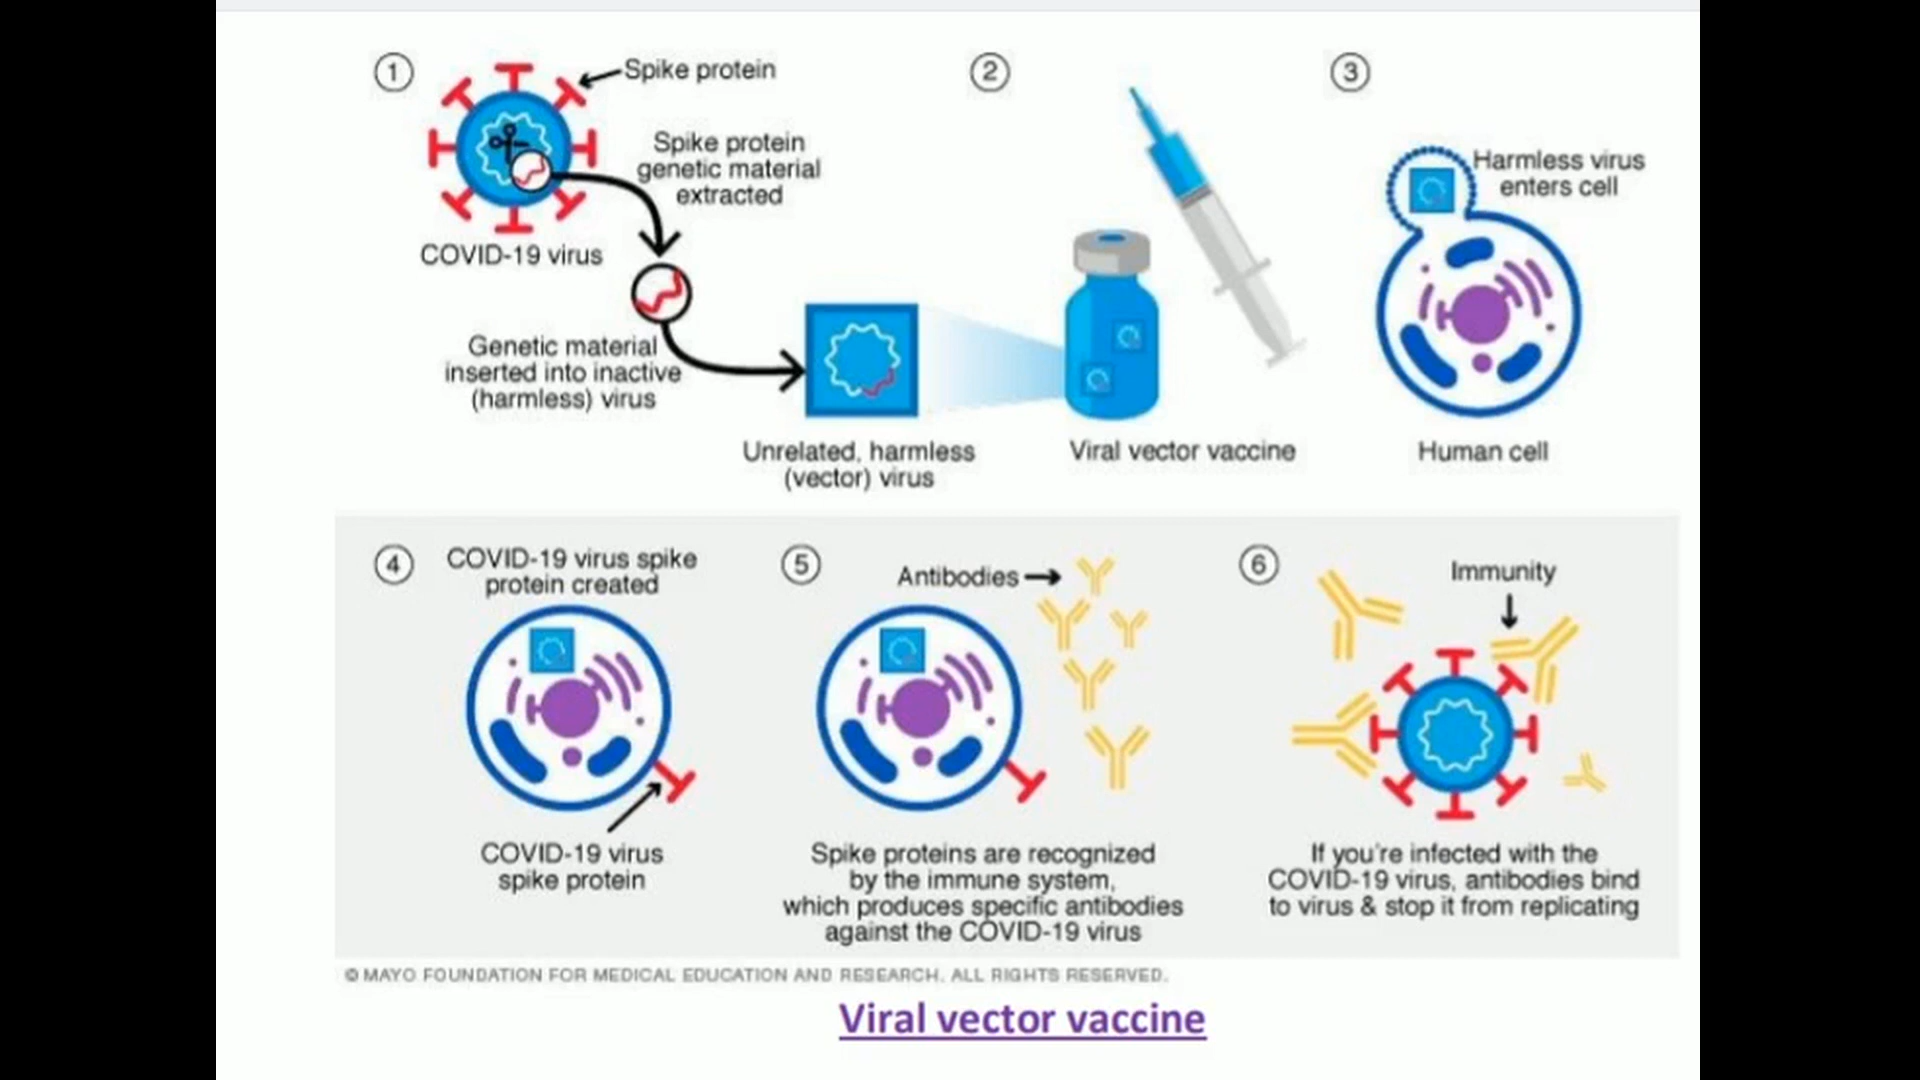 1
Spike protein
Spike protein
genetic material
extracted
COVID-19 virus
Genetic material
inserted into inactive
(harmless) virus
Unrelated, harmless
(vector) virus
2
Viral vector vaccine
3
Harmless virus
enters cell
Human cell
4
COVID-19 virus spike
protein created
COVID-19 virus
spike protein
5
Antibodies
Spike proteins are recognized
by the immune system,
which produces specific antibodies
against the COVID-19 virus
6
Immunity
If you're infected with the
COVID-19 virus, antibodies bind
to virus & stop it from replicating
© MAYO FOUNDATION FOR MEDICAL EDUCATION AND RESEARCH. ALL RIGHTS RESERVED.
Viral vector vaccine